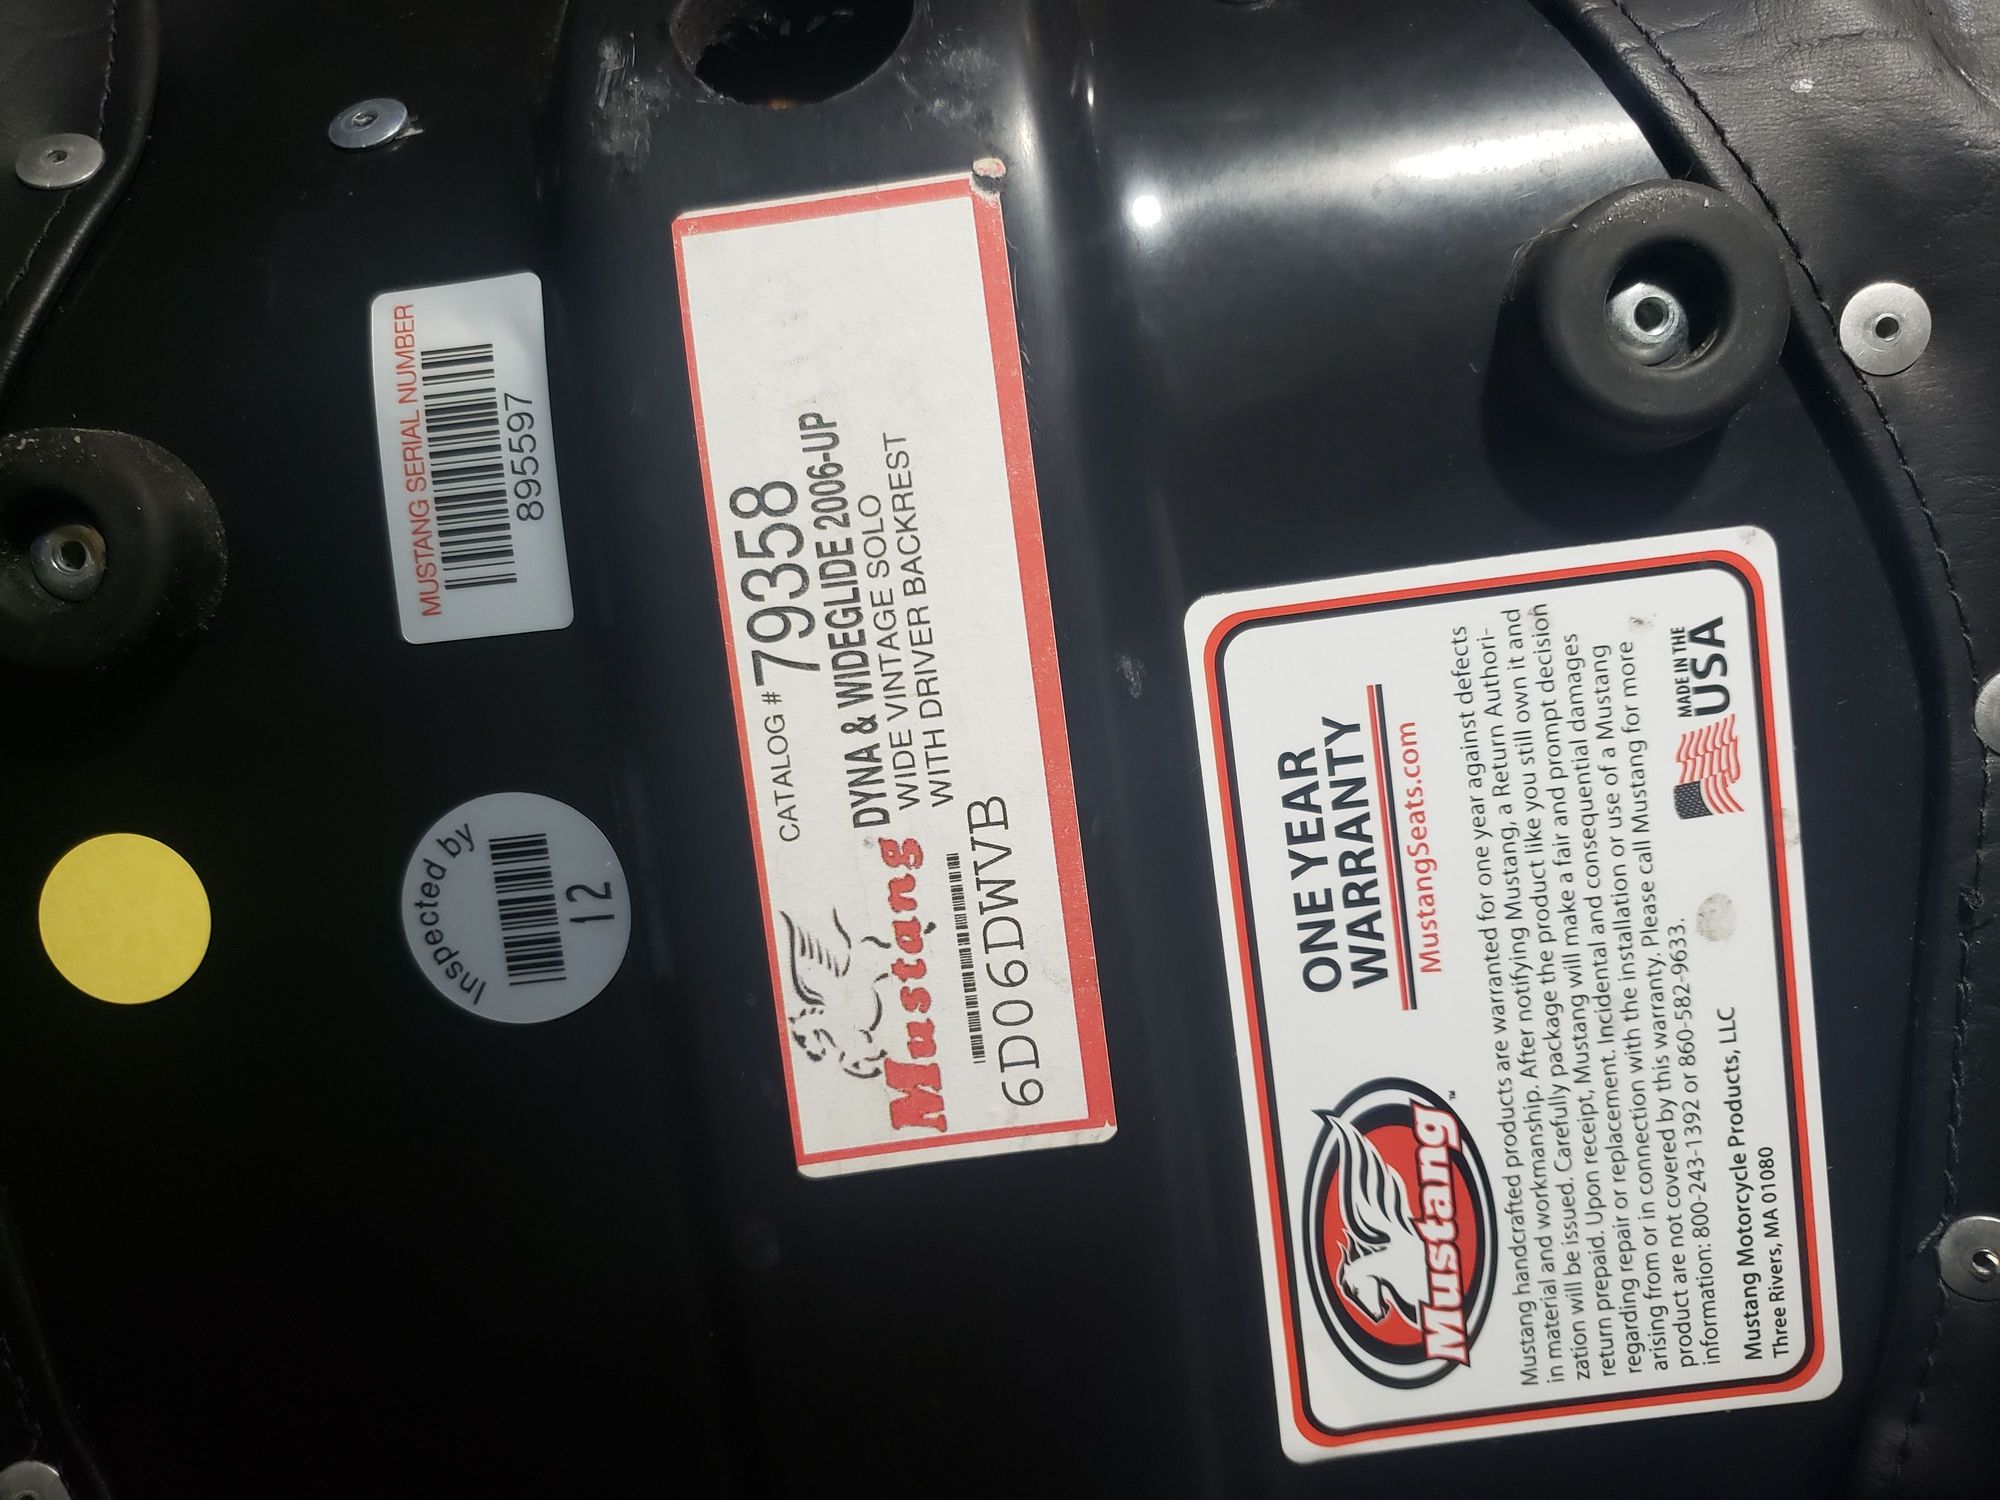 MUSTANG SERIAL NUMBER
895597
Inspected by
12
CATALOG # 79358
DYNA & WIDEGLIDE 2006-UP
WIDE VINTAGE SOLO
WITH DRIVER BACKREST
Mustang
6D06DWVB
Mustang™
ONE YEAR
WARRANTY
MustangSeats.com
Mustang handcrafted products are warranted for one year against defects
in material and workmanship. After notifying Mustang, a Return Authori-
zation will be issued. Carefully package the product like you still own it and
return prepaid. Upon receipt, Mustang will make a fair and prompt decision
regarding repair or replacement. Incidental and consequential damages
arising from or in connection with the installation or use of a Mustang
product are not covered by this warranty. Please call Mustang for more
information: 800-243-1392 or 860-582-9633.
Mustang Motorcycle Products, LLC
Three Rivers, MA 01080
MADE IN THE
USA